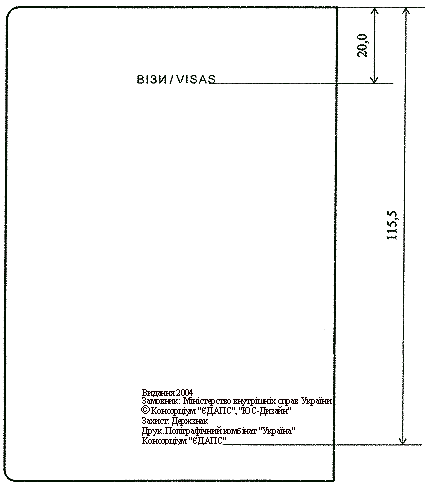 ВІЗИ/VISAS
20,0
115,5
Видання 2004
Замовник: Міністерство внутрішніх справ України
© Консорціум "ЄДАПС", "ЮС-Дизайн"
Захист: Держзнак
Друк. Поліграфічний комбінат "Україна"
Консорціум "ЄДАПС"